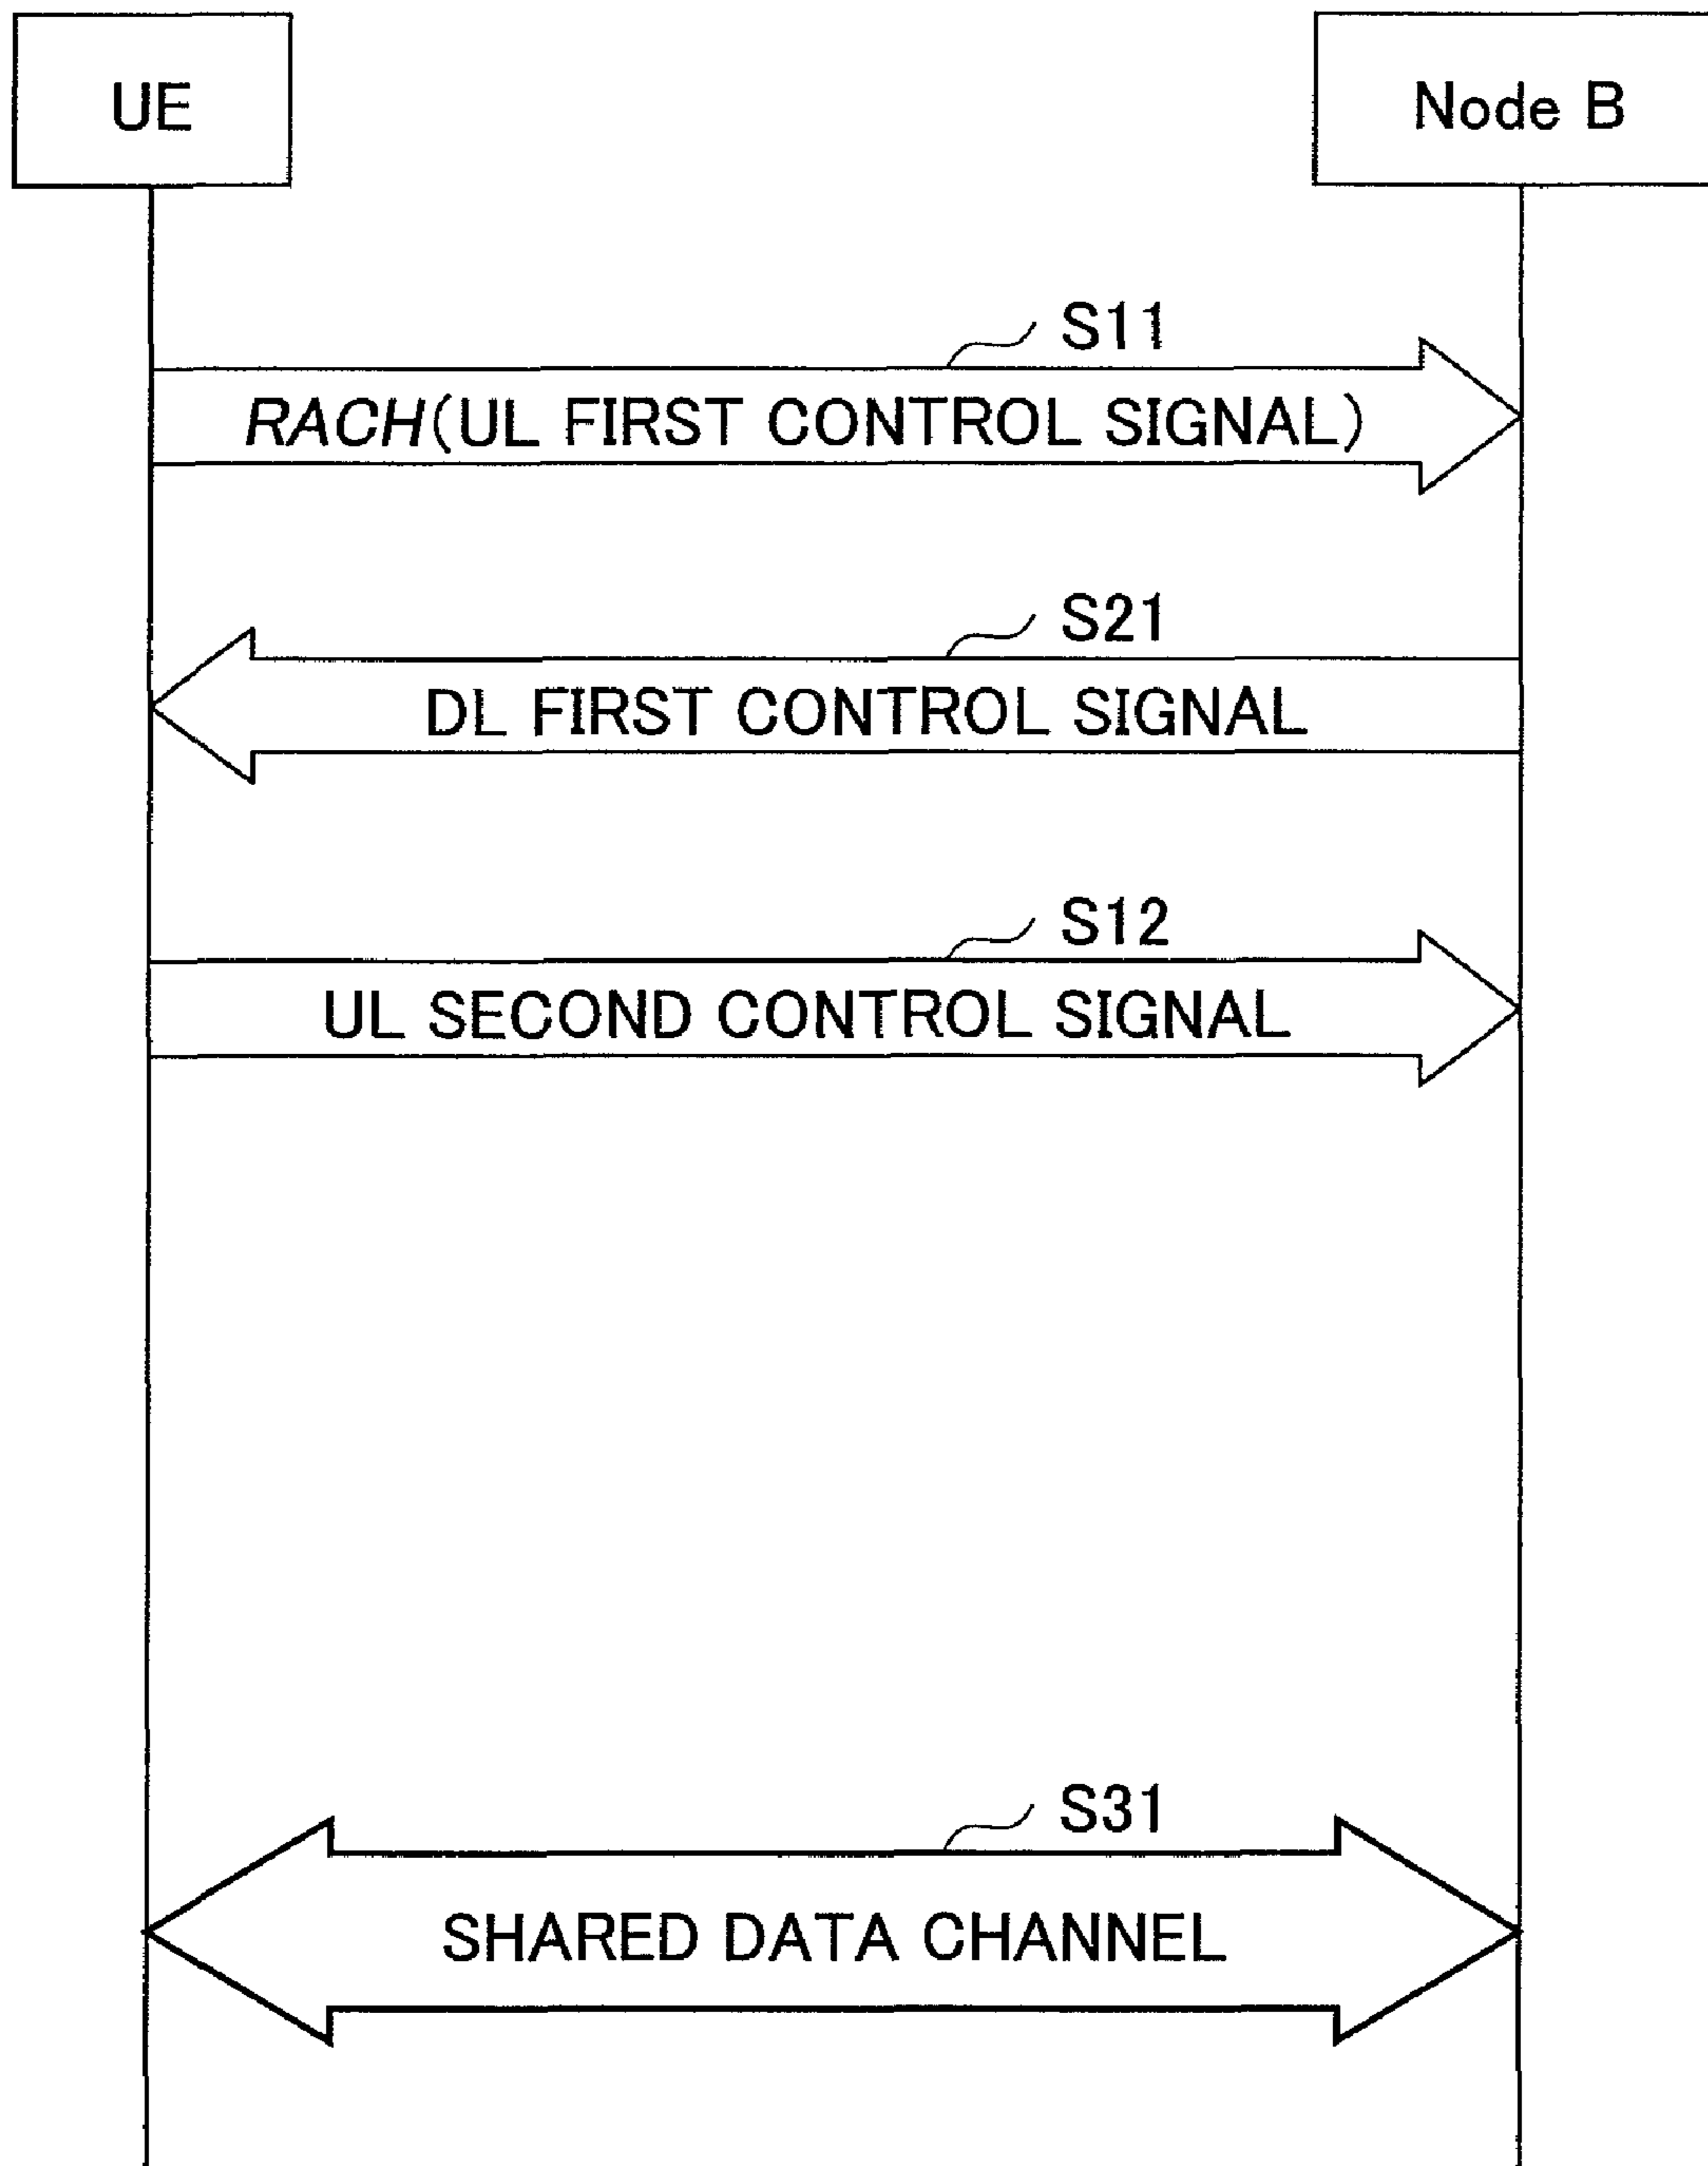 UE
Node B
S11
RACH(UL FIRST CONTROL SIGNAL)
S21
DL FIRST CONTROL SIGNAL
S12
UL SECOND CONTROL SIGNAL
S31
SHARED DATA CHANNEL